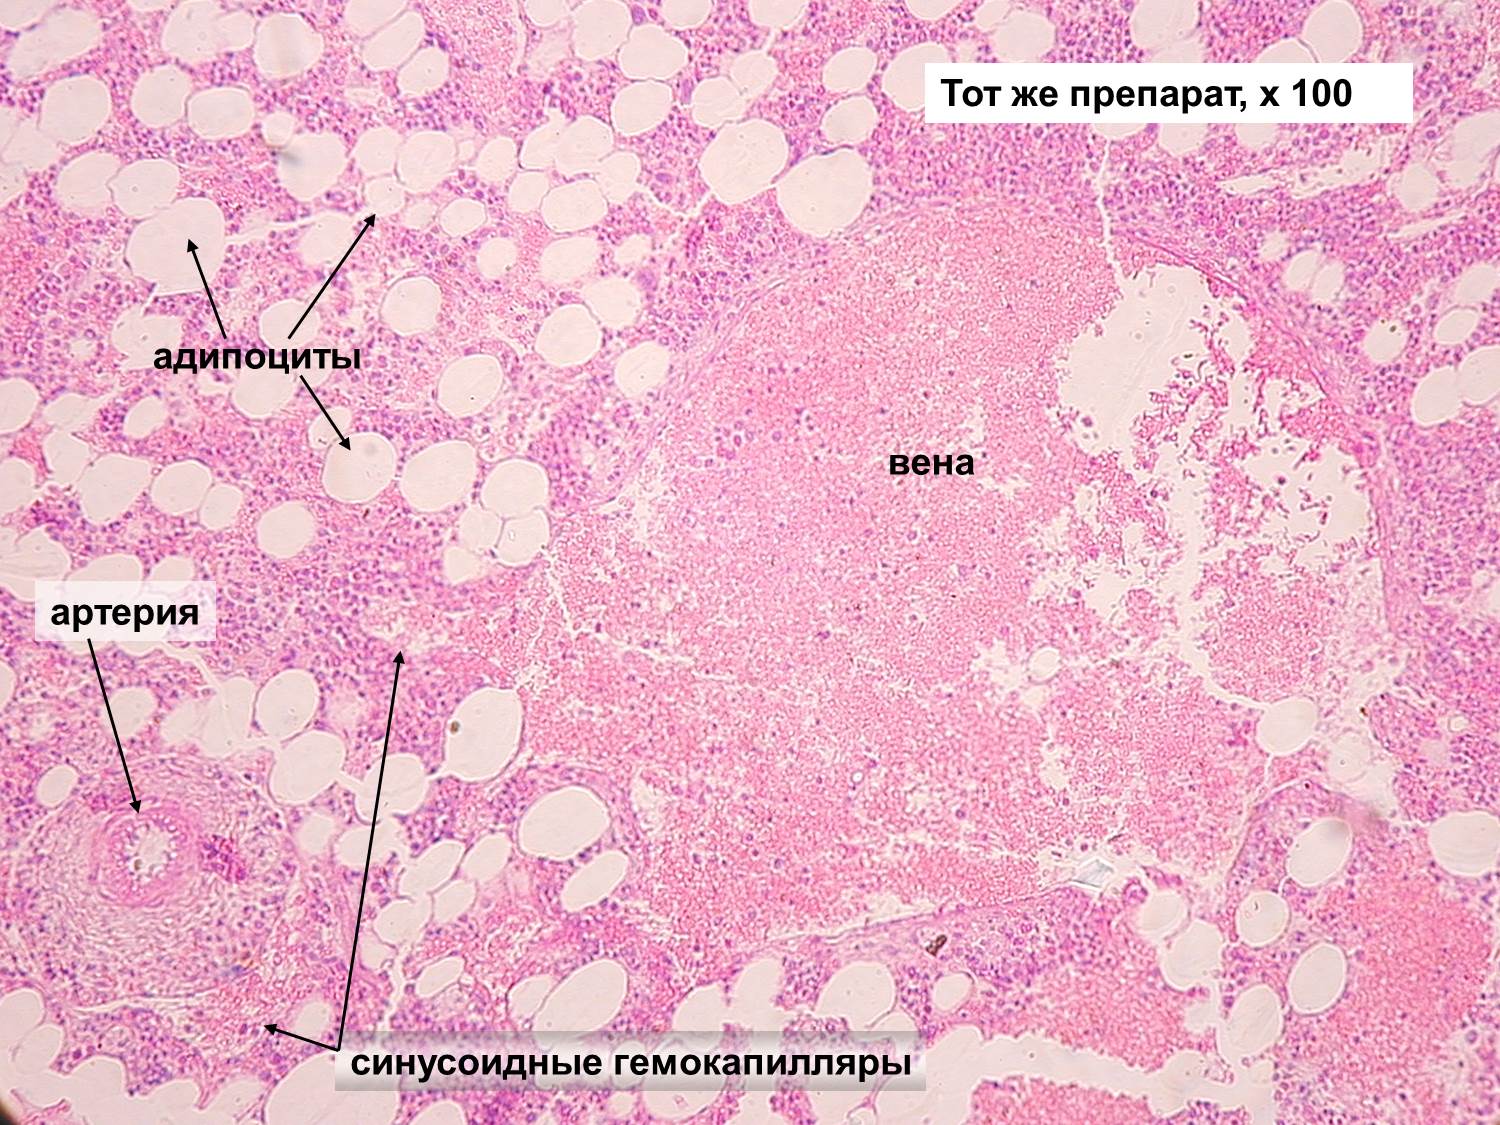 Тот же препарат, х 100
адипоциты
вена
артерия
синусоидные гемокапилляры